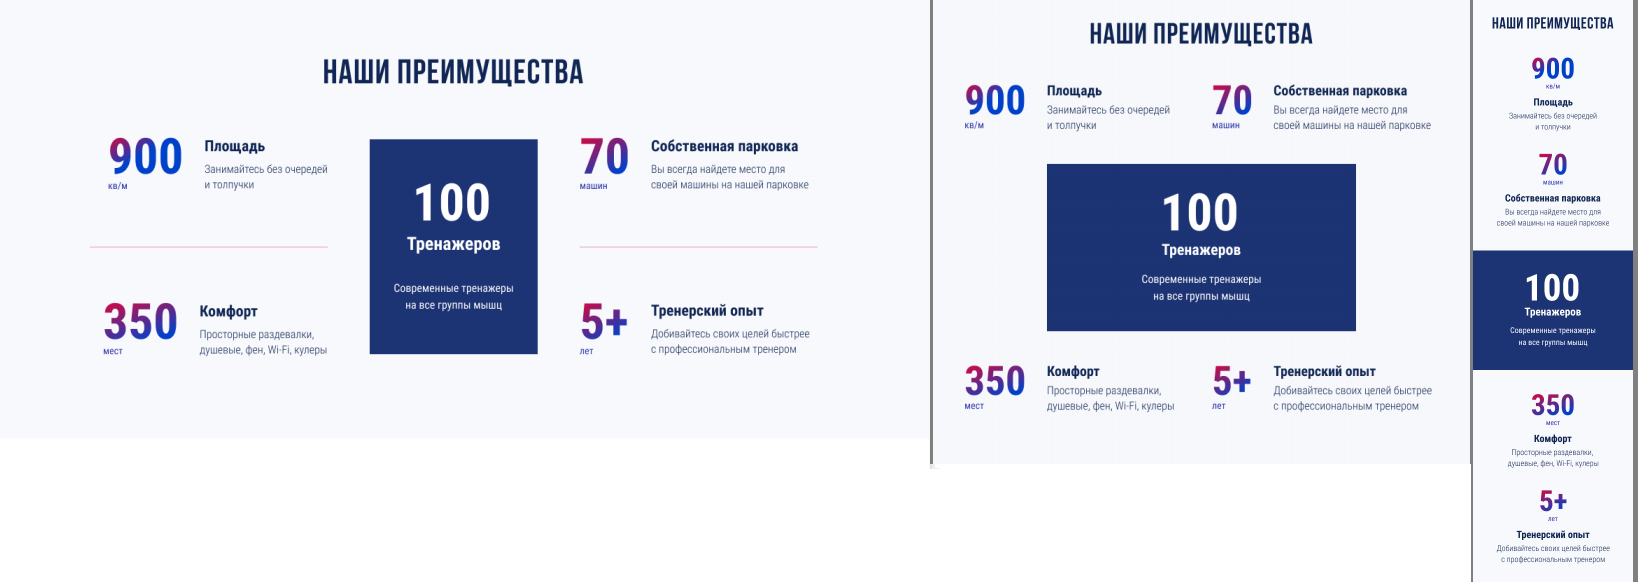 НАШИ ПРЕИМУЩЕСТВА
900
кв/м
Площадь
Занимайтесь без очередей
и толпучки
100
Тренажеров
Современные тренажеры
на все группы мышц
70
машин
Собственная парковка
Вы всегда найдете место для
своей машины на нашей парковке
350
мест
Комфорт
Просторные раздевалки,
душевые, фен, Wi-Fi, кулеры
5+
лет
Тренерский опыт
Добивайтесь своих целей быстрее
с профессиональным тренером
НАШИ ПРЕИМУЩЕСТВА
900
кв/м
Площадь
Занимайтесь без очередей
и толпучки
70
машин
Собственная парковка
Вы всегда найдете место для
своей машины на нашей парковке
100
Тренажеров
Современные тренажеры
на все группы мышц
350
мест
Комфорт
Просторные раздевалки,
душевые, фен, Wi-Fi, кулеры
5+
лет
Тренерский опыт
Добивайтесь своих целей быстрее
с профессиональным тренером
НАШИ ПРЕИМУЩЕСТВА
900
кв/м
Площадь
Занимайтесь без очередей
и толпучки
70
машин
Собственная парковка
Вы всегда найдете место для
своей машины на нашей парковке
100
Тренажеров
Современные тренажеры
на все группы мышц
350
мест
Комфорт
Просторные раздевалки,
душевые, фен, Wi-Fi, кулеры
5+
лет
Тренерский опыт
Добивайтесь своих целей быстрее
с профессиональным тренером